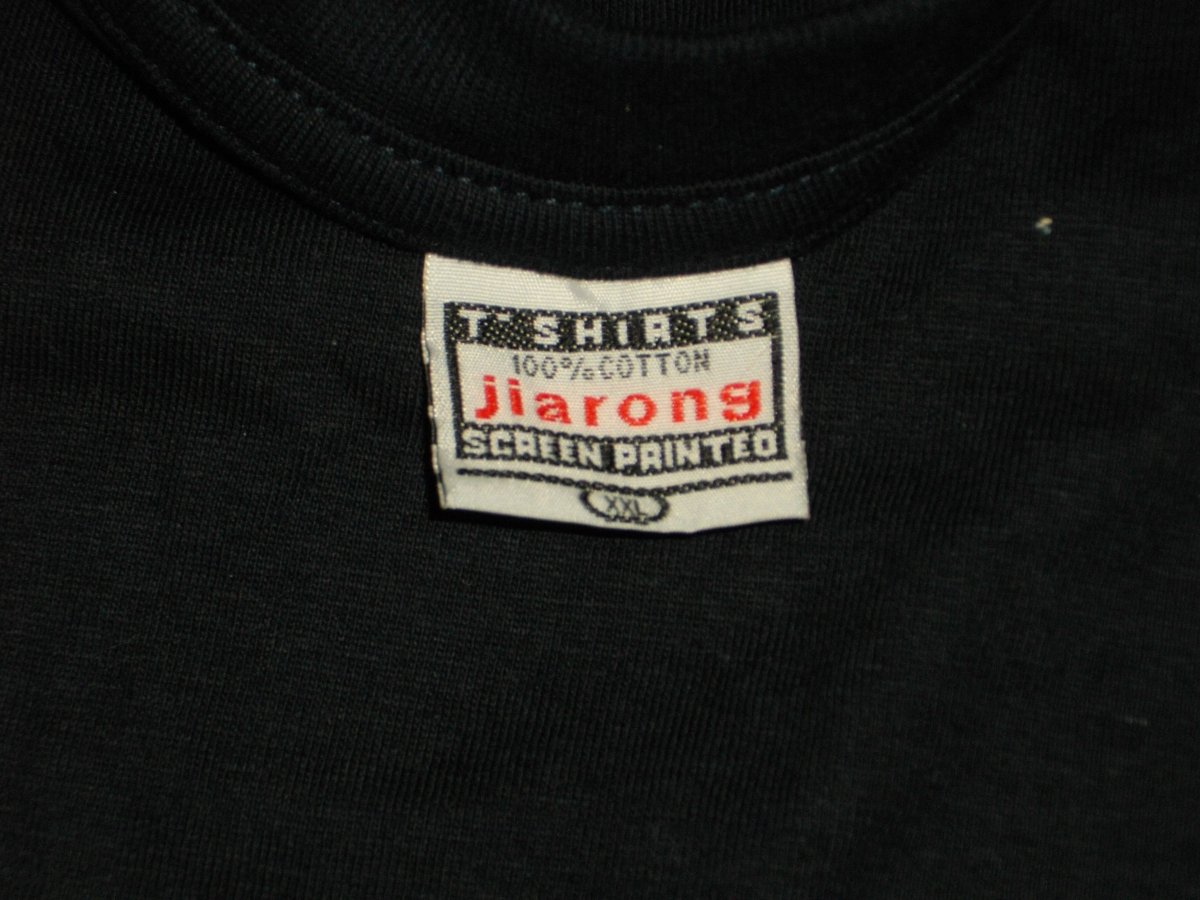 T-SHIRTS
100%COTTON
jiarong
SCREEN PRINTED
XXL